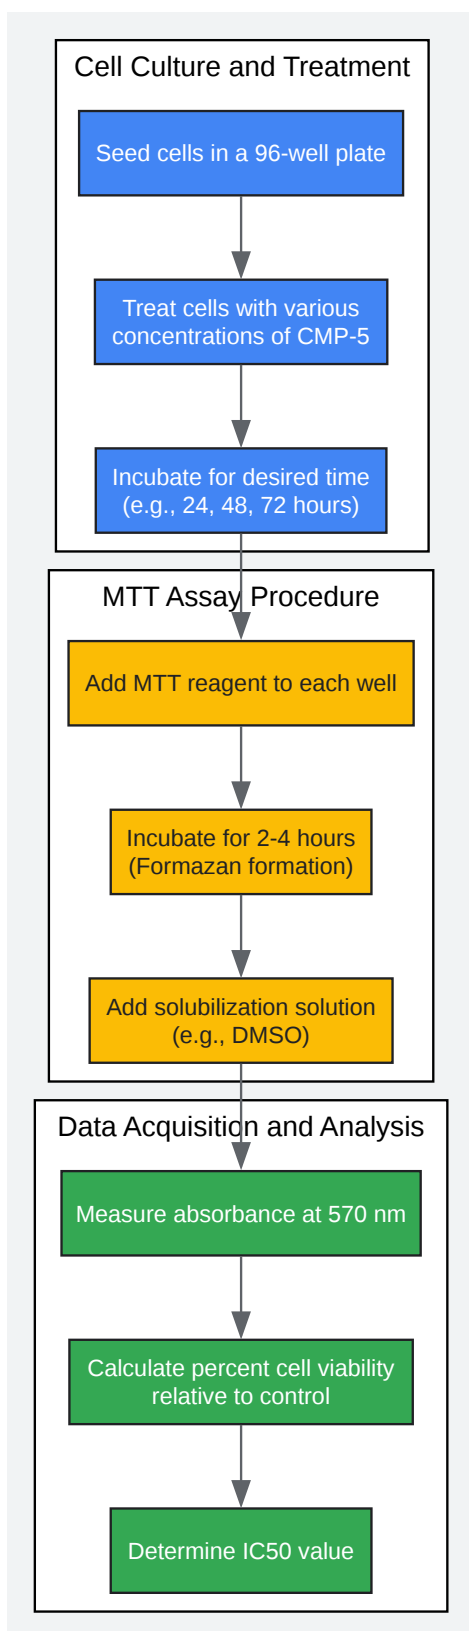 Cell Culture and Treatment
Seed cells in a 96-well plate
Treat cells with various
concentrations of CMP-5
Incubate for desired time
(e.g., 24, 48, 72 hours)
MTT Assay Procedure
Add MTT reagent to each well
Incubate for 2-4 hours
(Formazan formation)
Add solubilization solution
(e.g., DMSO)
Data Acquisition and Analysis
Measure absorbance at 570 nm
Calculate percent cell viability
relative to control
Determine IC50 value